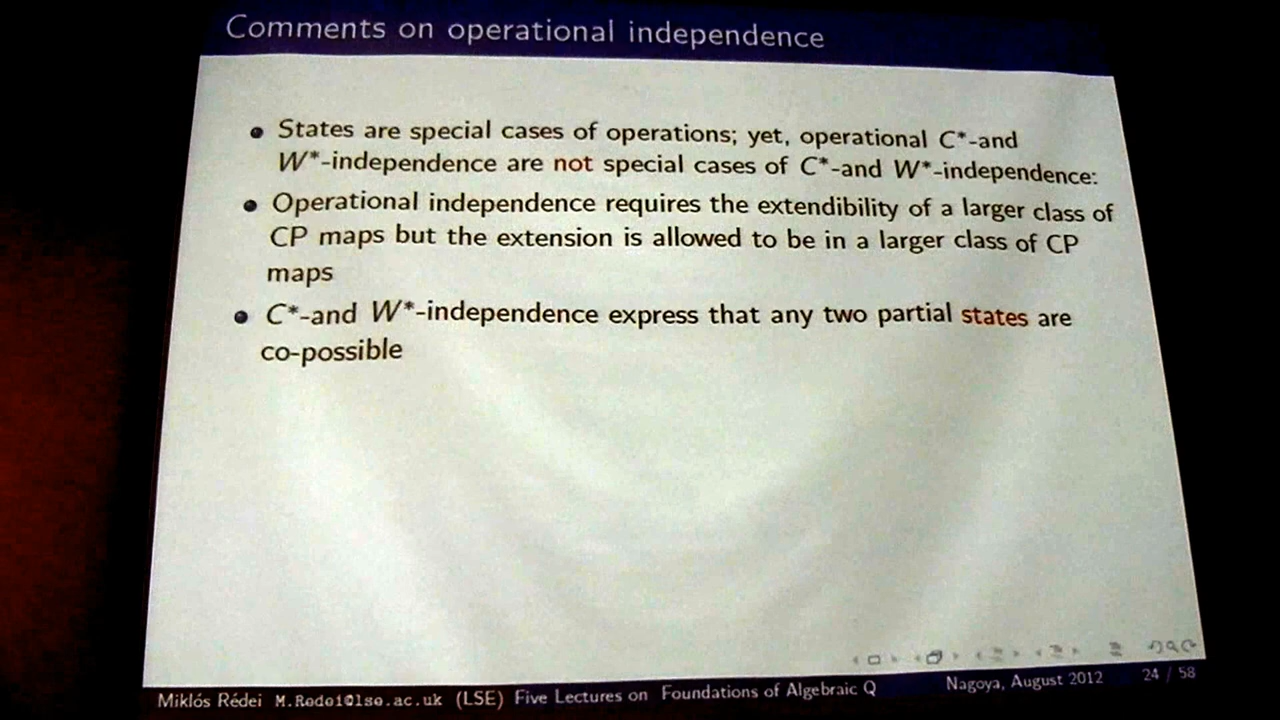 Comments on operational independence
• States are special cases of operations; yet, operational C*-and
W*-independence are not special cases of C*-and W*-independence:
• Operational independence requires the extendibility of a larger class of
CP maps but the extension is allowed to be in a larger class of CP
maps
• C*-and W*-independence express that any two partial states are
co-possible
Miklós Rédei M.Redei@lse.ac.uk (LSE) Five Lectures on Foundations of Algebraic Q Nagoya, August 2012 24 / 58